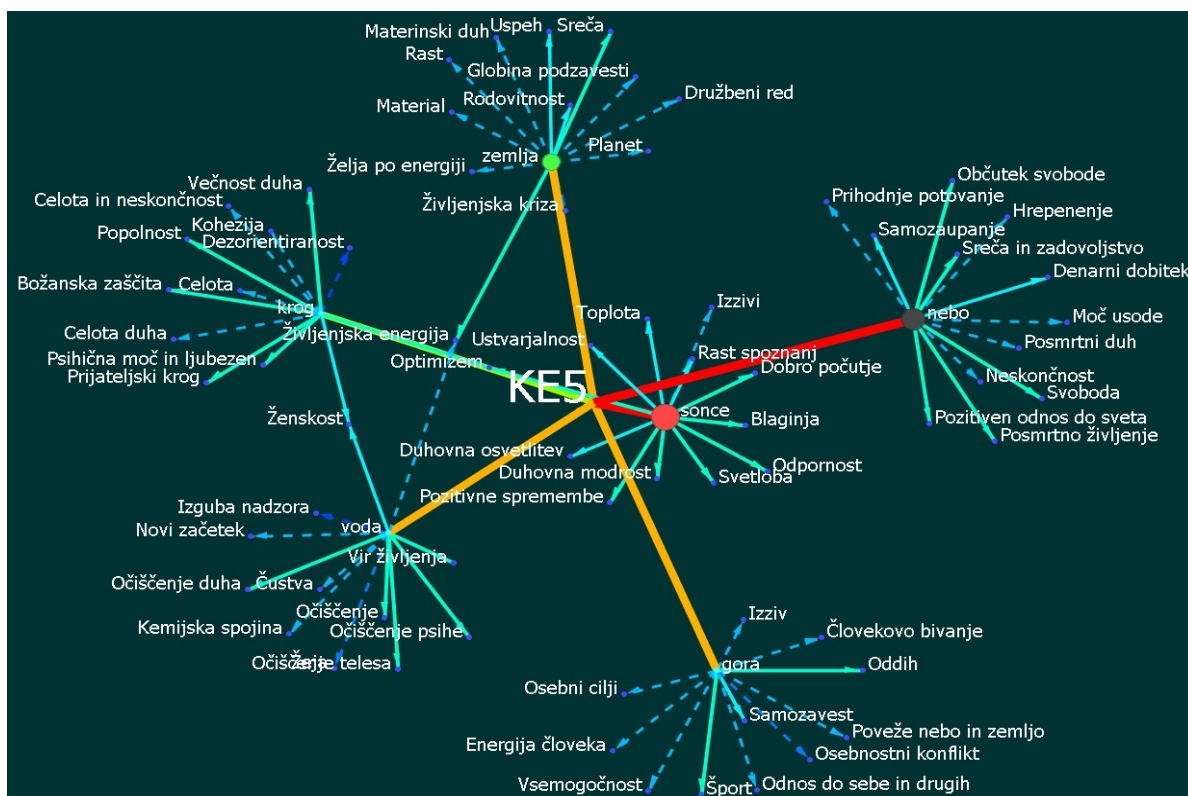 Materinski duh
Uspeh
Sreča
Rast
Globina podzavesti
Material
Rodovitnost
Družbeni red
zemlja
Planet
Želja po energiji
Življenjska kriza
Večnost duha
Celota in neskončnost
Kohezija
Popolnost
Dezorientiranost
Božanska zaščita
Celota
krog
Celota duha
Življenjska energija
Psihična moč in ljubezen
Prijateljski krog
Optimizem
Ženskost
Občutek svobode
Prihodnje potovanje
Hrepenenje
Samozaupanje
Sreča in zadovoljstvo
Denarni dobitek
nebo
Moč usode
Posmrtni duh
Neskončnost
Svoboda
Pozitiven odnos do sveta
Posmrtno življenje
Izzivi
Toplota
Ustvarjalnost
Rast spoznanj
Dobro počutje
KE5
sonce
Blaginja
Duhovna osvetlitev
Duhovna modrost
Odpornost
Svetloba
Pozitivne spremembe
Izguba nadzora
Novi začetek
voda
Vir življenja
Očiščenje duha
Čustva
Očiščenje
Kemijska spojina
Očiščenje psihe
Očiščenje telesa
Izziv
Človekovo bivanje
gora
Oddih
Osebni cilji
Samozavest
Poveže nebo in zemljo
Energija človeka
Osebnostni konflikt
Vsemogočnost
Šport
Odnos do sebe in drugih